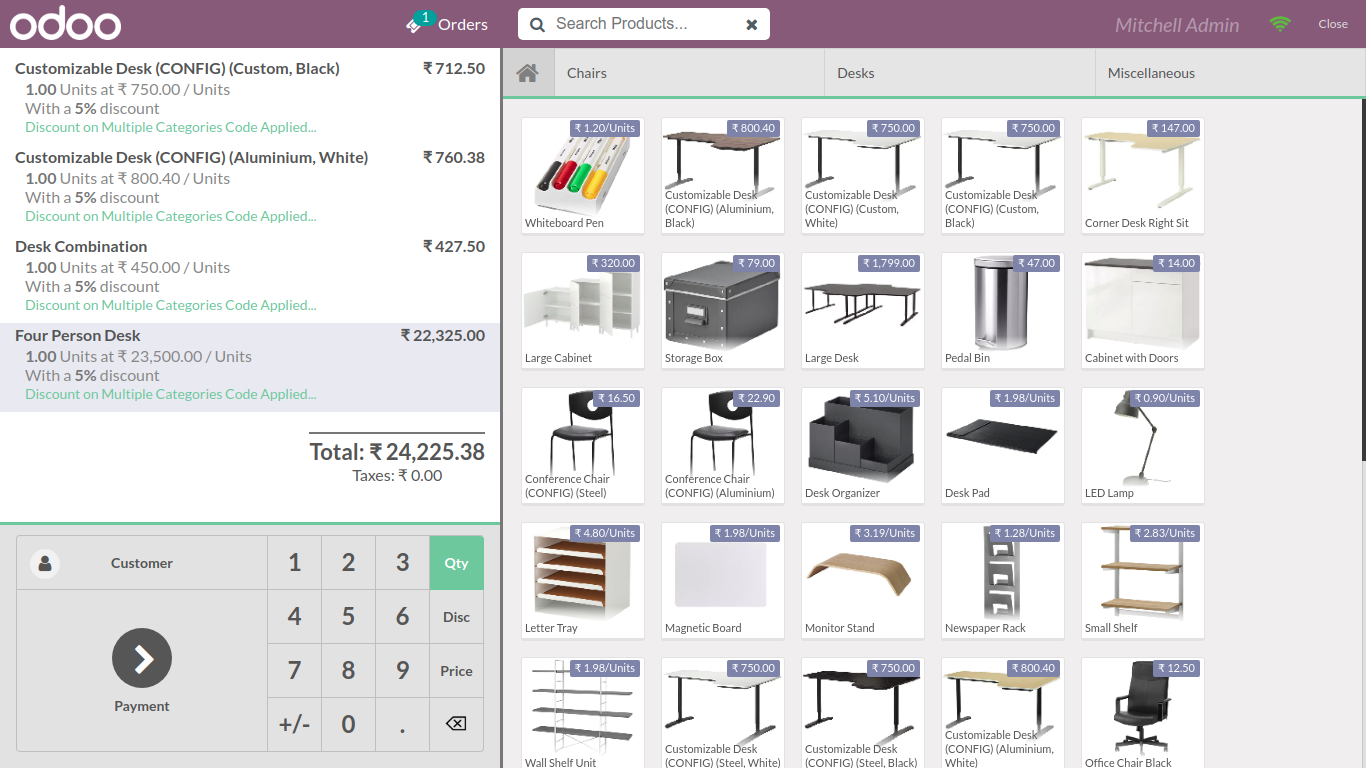 odoo
1
Orders
Search Products...
Mitchell Admin
Close
Customizable Desk (CONFIG) (Custom, Black) ₹ 712.50
1.00 Units at ₹ 750.00 / Units
With a 5% discount
Discount on Multiple Categories Code Applied...
Customizable Desk (CONFIG) (Aluminium, White) ₹ 760.38
1.00 Units at ₹ 800.40 / Units
With a 5% discount
Discount on Multiple Categories Code Applied...
Desk Combination ₹ 427.50
1.00 Units at ₹ 450.00 / Units
With a 5% discount
Discount on Multiple Categories Code Applied...
Four Person Desk ₹ 22,325.00
1.00 Units at ₹ 23,500.00 / Units
With a 5% discount
Discount on Multiple Categories Code Applied...
Total: ₹ 24,225.38
Taxes: ₹ 0.00
Customer
1 2 3 Qty
4 5 6 Disc
7 8 9 Price
+/- 0 .
Payment
Chairs
Desks
Miscellaneous
₹ 1.20/Units
Whiteboard Pen
₹ 800.40
Customizable Desk
(CONFIG) (Aluminium,
Black)
₹ 750.00
Customizable Desk
(CONFIG) (Custom,
White)
₹ 750.00
Customizable Desk
(CONFIG) (Custom,
Black)
₹ 147.00
Corner Desk Right Sit
₹ 320.00
Large Cabinet
₹ 79.00
Storage Box
₹ 1,799.00
Large Desk
₹ 47.00
Pedal Bin
₹ 14.00
Cabinet with Doors
₹ 16.50
Conference Chair
(CONFIG) (Steel)
₹ 22.90
Conference Chair
(CONFIG) (Aluminium)
₹ 5.10/Units
Desk Organizer
₹ 1.98/Units
Desk Pad
₹ 0.90/Units
LED Lamp
₹ 4.80/Units
Letter Tray
₹ 1.98/Units
Magnetic Board
₹ 3.19/Units
Monitor Stand
₹ 1.28/Units
Newspaper Rack
₹ 2.83/Units
Small Shelf
₹ 1.98/Units
Wall Shelf Unit
₹ 750.00
Customizable Desk
(CONFIG) (Steel, White)
₹ 750.00
Customizable Desk
(CONFIG) (Steel, Black)
₹ 800.40
Customizable Desk
(CONFIG) (Aluminium,
White)
₹ 12.50
Office Chair Black